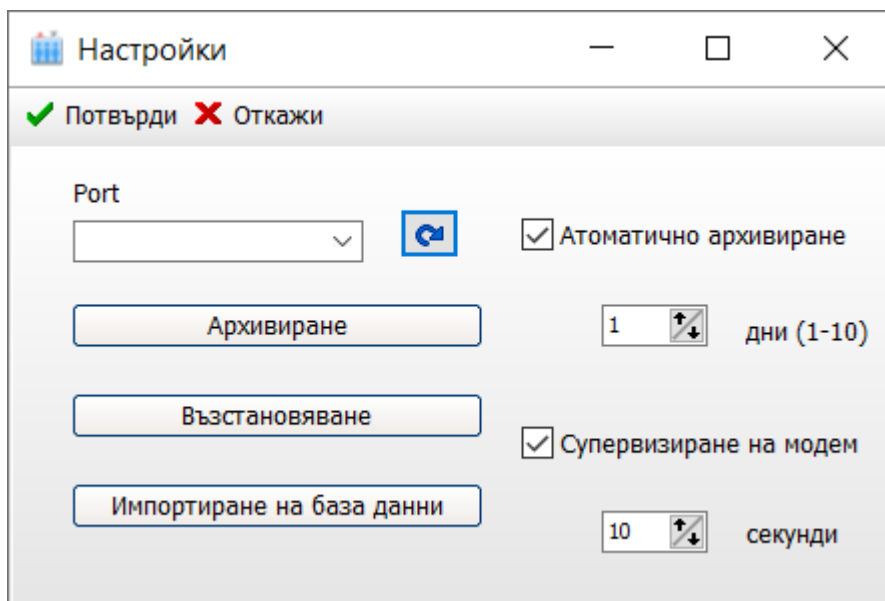 Настройки
Потвърди Откажи
Port
Атоматично архивиране
Архивиране
1 дни (1-10)
Възстановяване
Супервизиране на модем
Импортиране на база данни
10 секунди